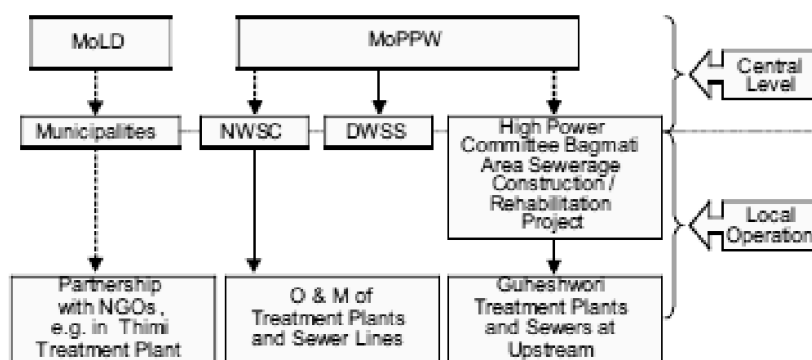 MoLD
MoPPW
Central
Level
Municipalities
NWSC
DWSS
High Power
Committee Bagmati
Area Sewerage
Construction /
Rehabilitation
Project
Local
Operation
Partnership
with NGOs,
e.g. in Thimi
Treatment Plant
O & M of
Treatment Plants
and Sewer Lines
Guheshwori
Treatment Plants
and Sewers at
Upstream